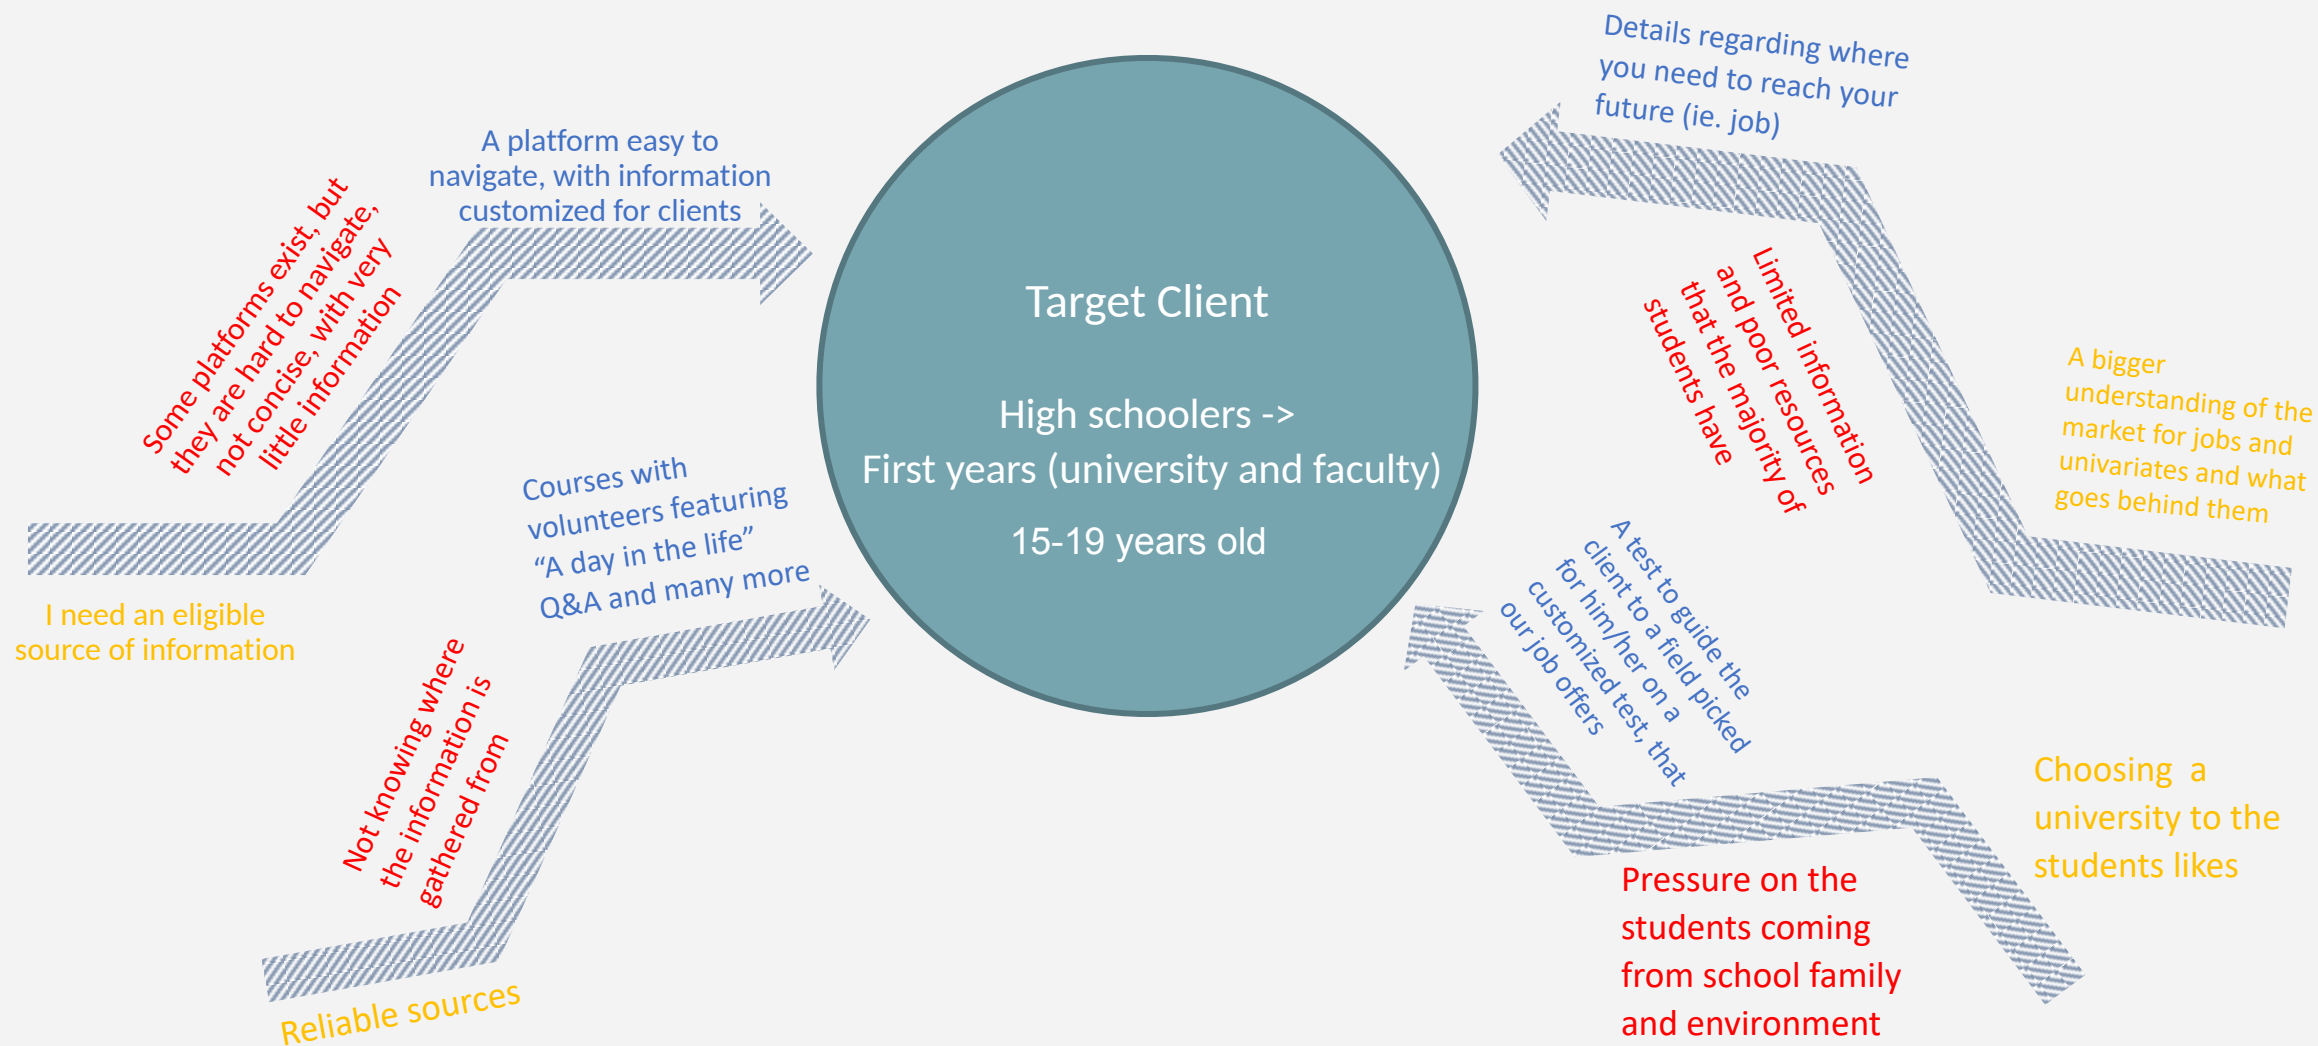 A platform easy to
navigate, with information
customized for clients
Some platforms exist, but
they are hard to navigate,
not concise, with very
little information
I need an eligible
source of information
Courses with
volunteers featuring
“A day in the life”
Q&A and many more
Not knowing where
the information is
gathered from
Reliable sources
Target Client
High schoolers ->
First years (university and faculty)
15-19 years old
Details regarding where
you need to reach your
future (ie. job)
Limited information
and poor resources
that the majority of
students have
A bigger
understanding of the
market for jobs and
univariates and what
goes behind them
A test to guide the
client to a field picked
for him/her on a
customized test, that
our job offers
Pressure on the
students coming
from school family
and environment
Choosing  a
university to the
students likes